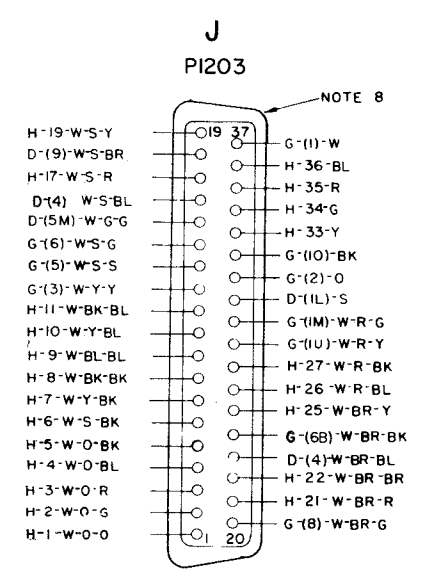 J
P1203
NOTE 8
19 37
H-19-W-S-Y
D-(9)-W-S-BR
H-17-W-S-R
D-(4) W-S-BL
D-(5M)-W-G-G
G-(6)-W-S-G
G-(5)-W-S-S
G-(3)-W-Y-Y
H-11-W-BK-BL
H-10-W-Y-BL
H-9-W-BL-BL
H-8-W-BK-BK
H-7-W-Y-BK
H-6-W-S-BK
H-5-W-O-BK
H-4-W-O-BL
H-3-W-O-R
H-2-W-O-G
H-1-W-O-O
G-(1)-W
H-36-BL
H-35-R
H-34-G
H-33-Y
G-(10)-BK
G-(2)-O
D-(1L)-S
G-(1M)-W-R-G
G-(1U)-W-R-Y
H-27-W-R-BK
H-26-W-R-BL
H-25-W-BR-Y
G-(6B)-W-BR-BK
D-(4)-W-BR-BL
H-22-W-BR-BR
H-21-W-BR-R
G-(8)-W-BR-G
1 20